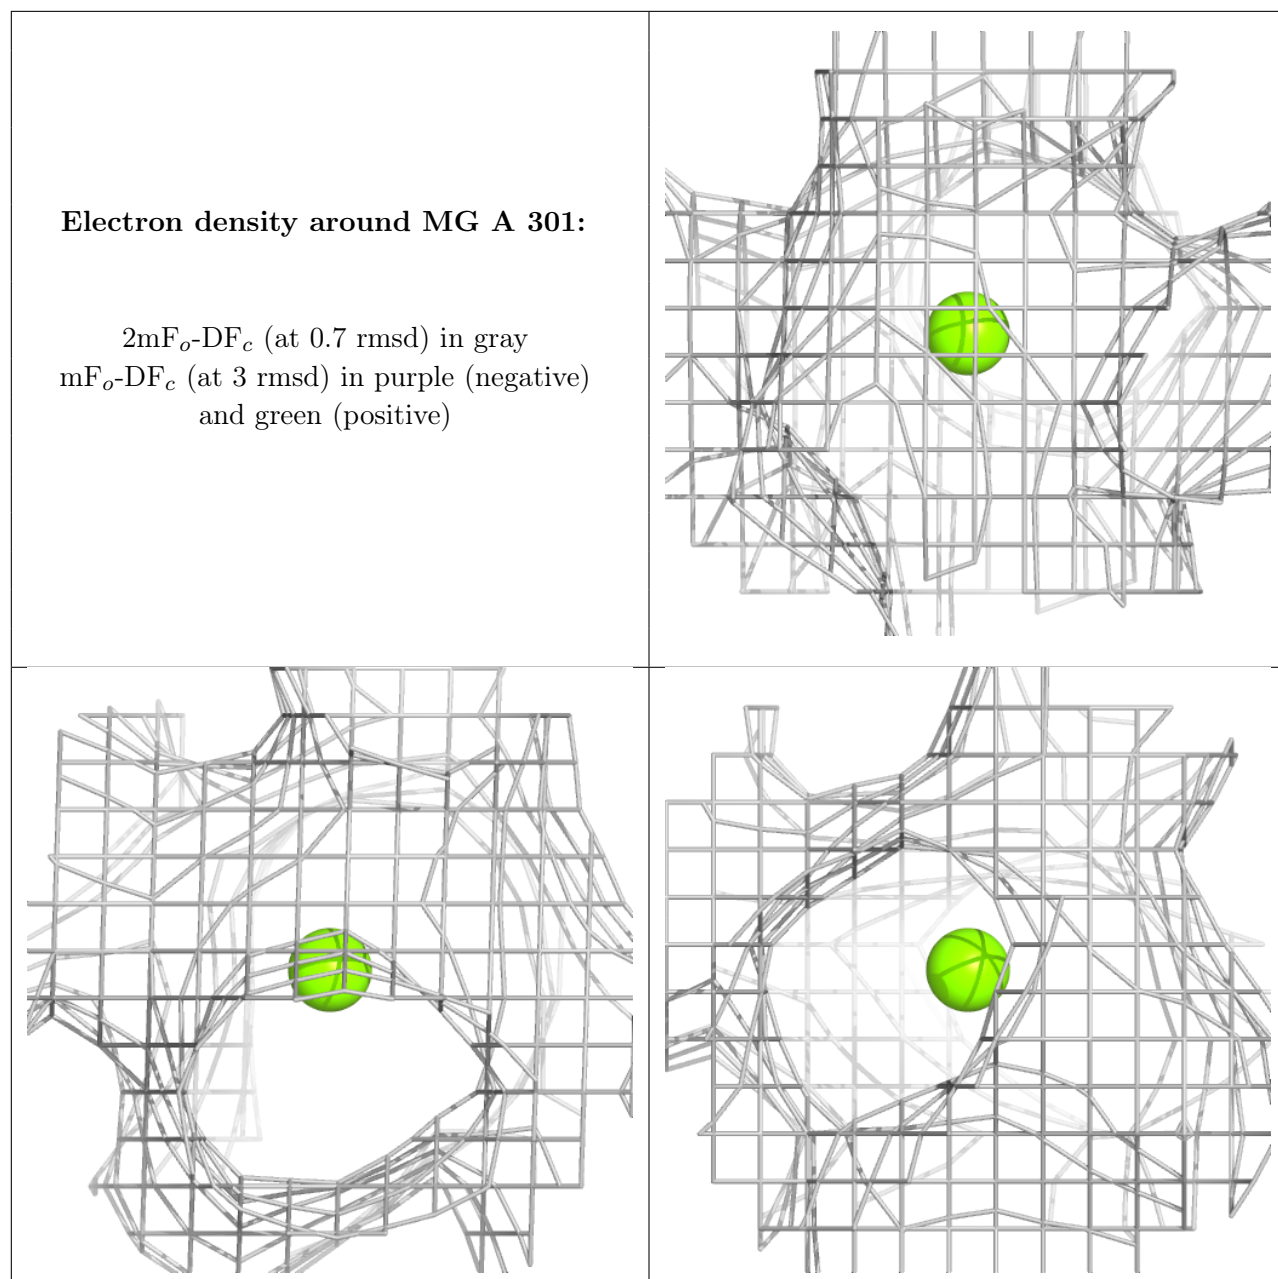 Electron density around MG A 301:
2mFo-DFc (at 0.7 rmsd) in gray
mFo-DFc (at 3 rmsd) in purple (negative)
and green (positive)